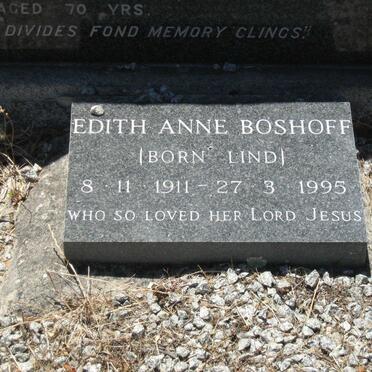 AGED 70 YRS.
DIVIDES FOND MEMORY CLINGS"
EDITH ANNE BOSHOFF
(BORN LIND)
8 · 11 · 1911 – 27 · 3 · 1995
WHO SO LOVED HER LORD JESUS